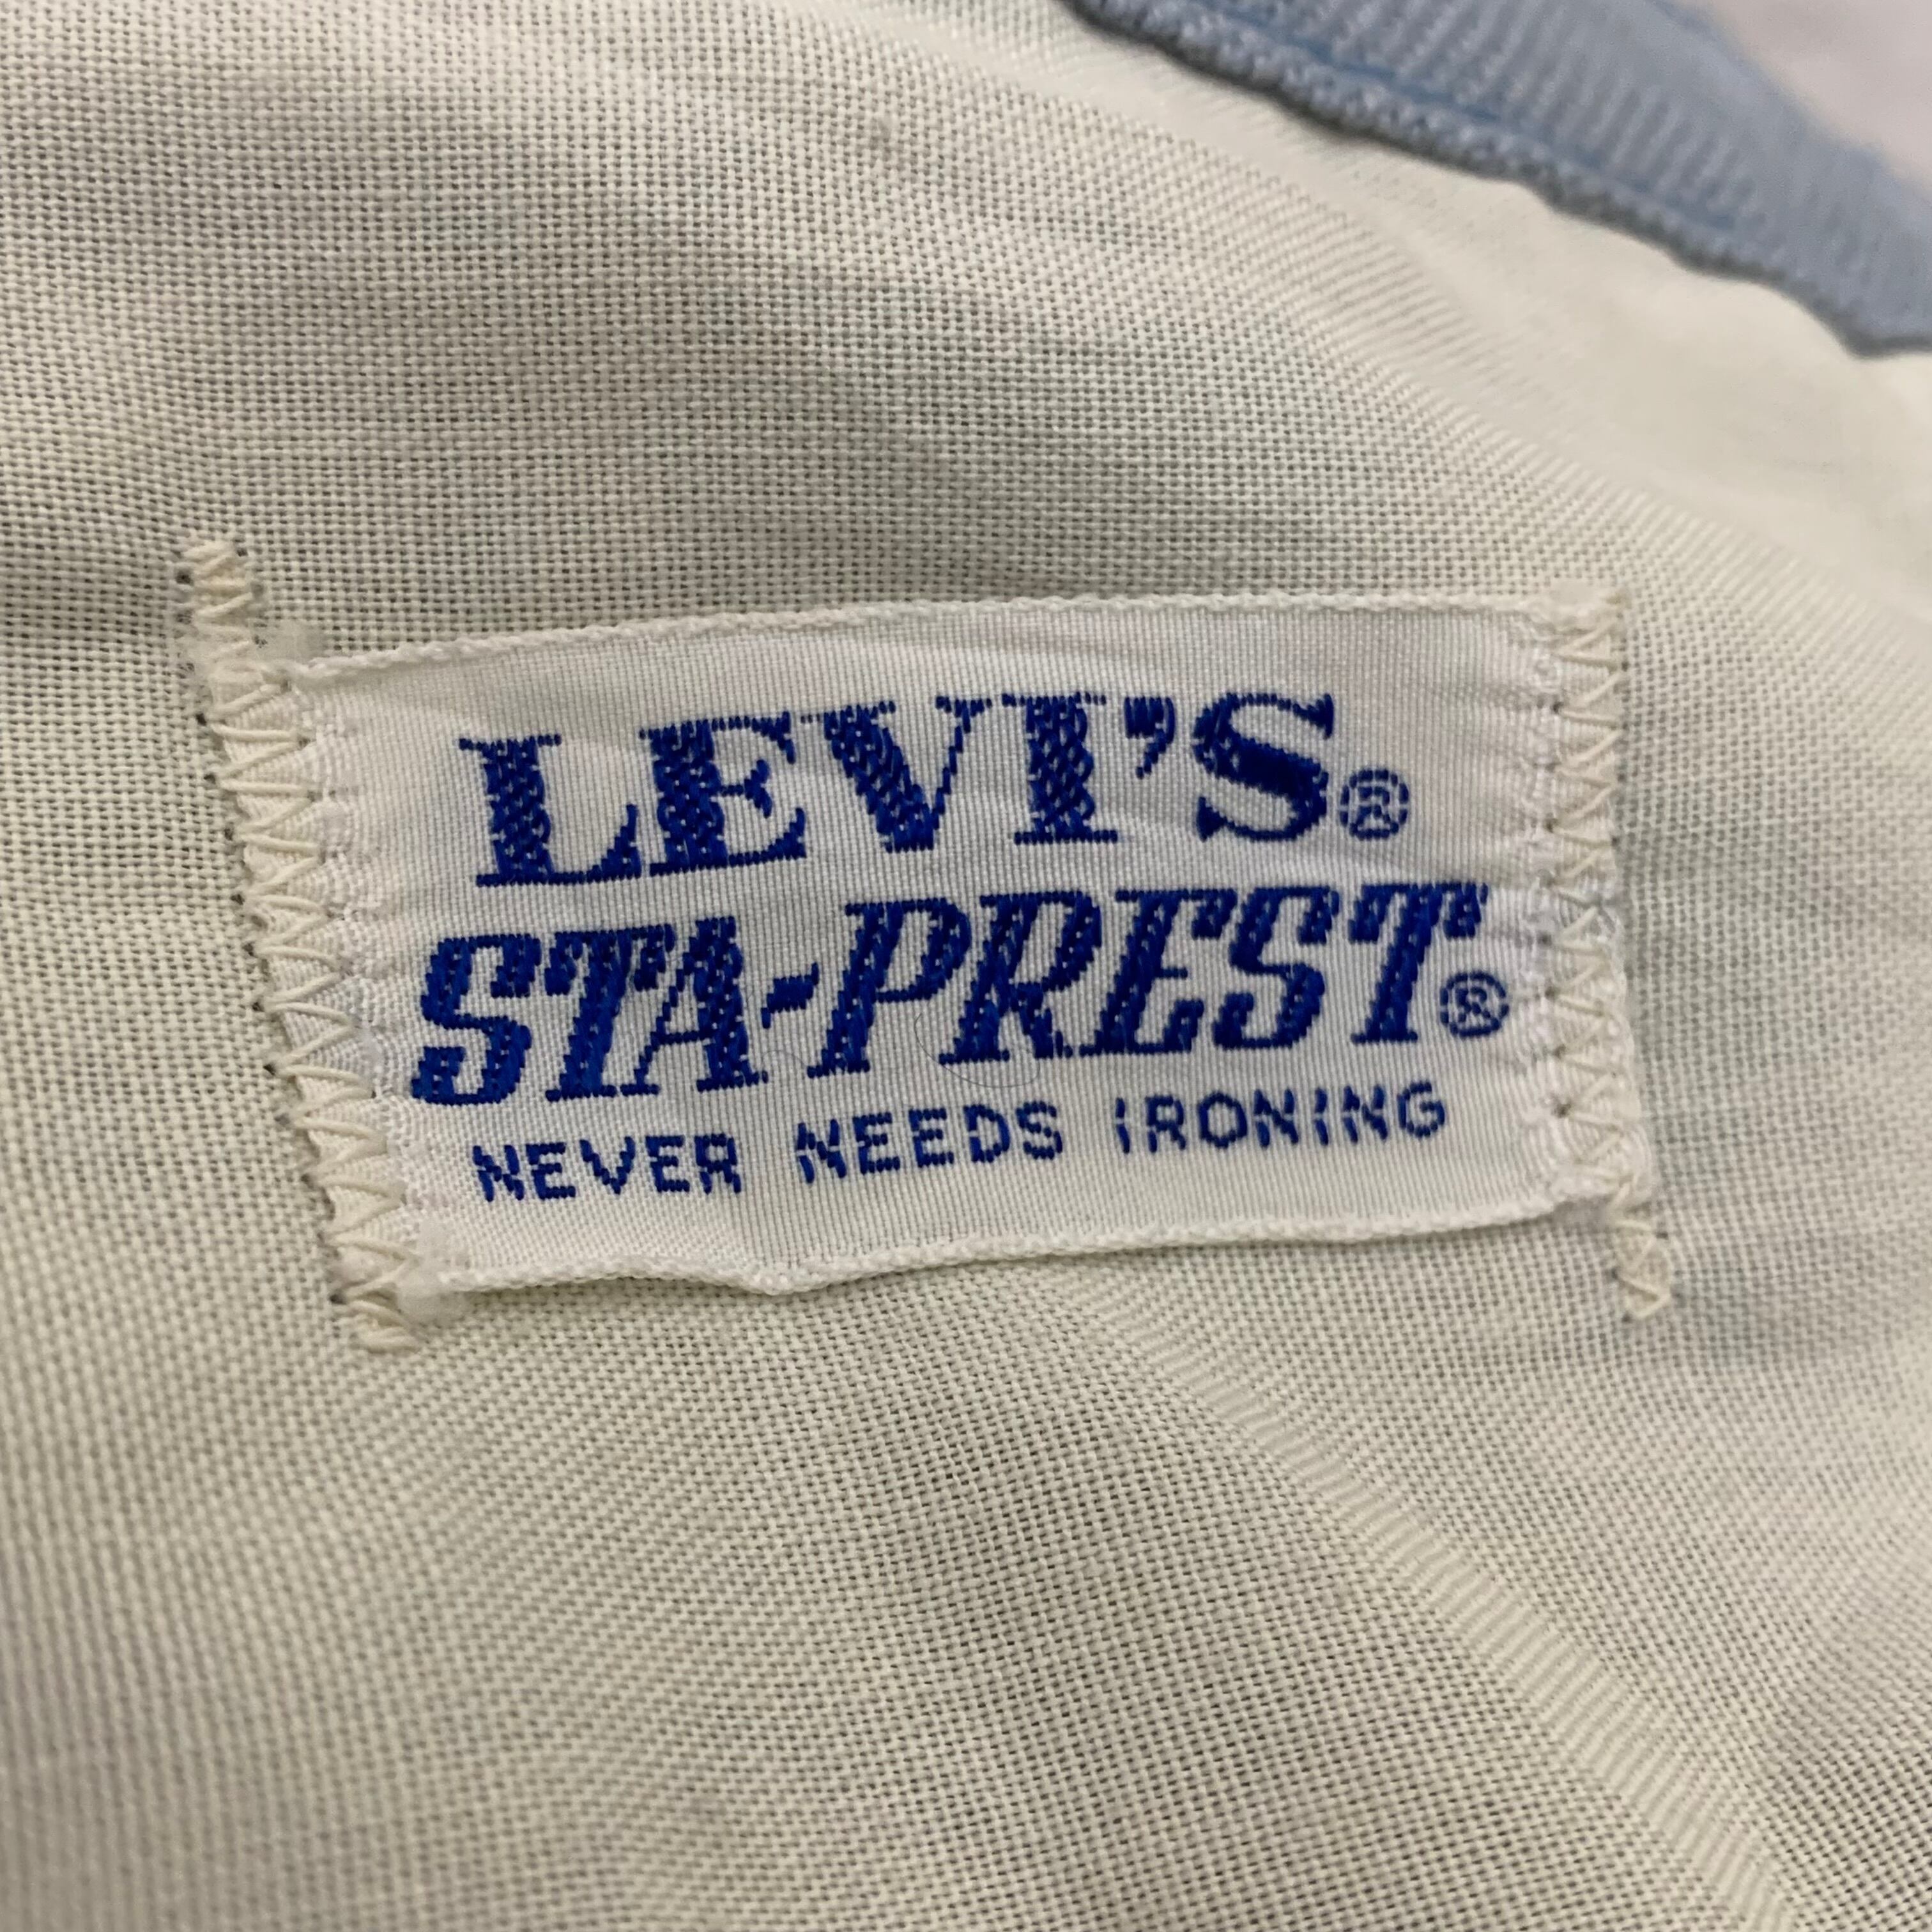 LEVI'S®
STA-PREST®
NEVER NEEDS IRONING